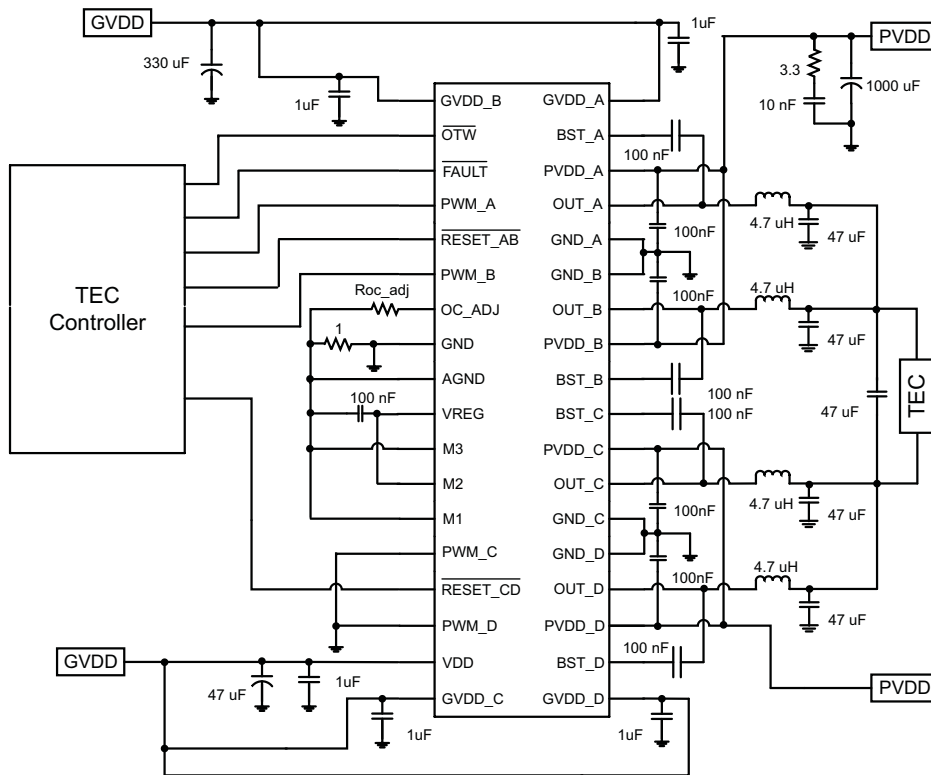 GVDD
1uF
PVDD
330 uF
1uF
3.3
1000 uF
10 nF
GVDD_B
GVDD_A
OTW
BST_A
100 nF
FAULT
PVDD_A
PWM_A
OUT_A
4.7 uH
47 uF
100nF
RESET_AB
GND_A
PWM_B
GND_B
TEC
Controller
Roc_adj
100nF
4.7 uH
OC_ADJ
OUT_B
1
GND
PVDD_B
47 uF
AGND
BST_B
100 nF
TEC
100 nF
VREG
BST_C
100 nF
47 uF
M3
PVDD_C
M2
OUT_C
4.7 uH
100nF
47 uF
M1
GND_C
PWM_C
GND_D
4.7 uH
100nF
RESET_CD
OUT_D
PWM_D
PVDD_D
47 uF
100 nF
GVDD
VDD
BST_D
47 uF
1uF
PVDD
GVDD_C
GVDD_D
1uF
1uF